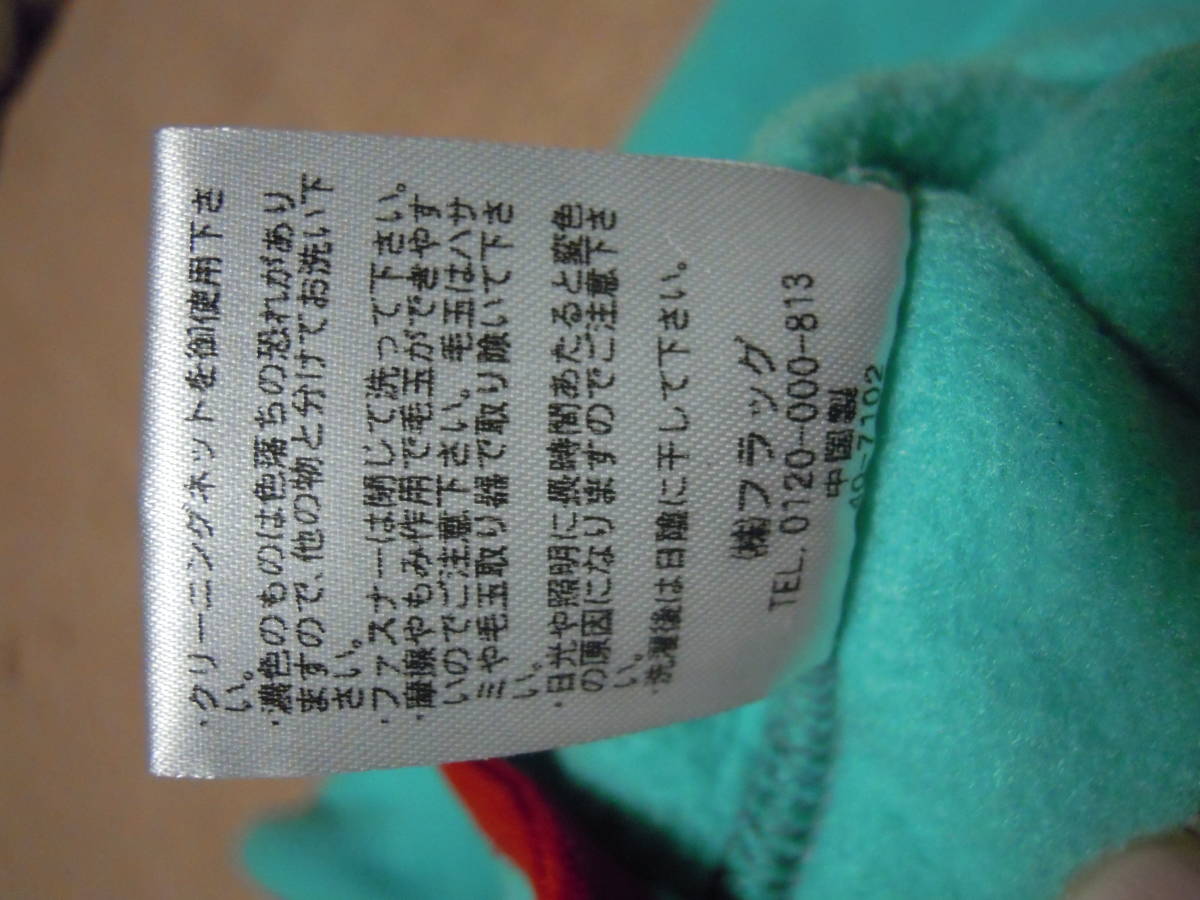 ・クリーニングネットを御使用下さ
い。
・濃色のものは色落ちの恐れがあり
ますので、他の物と分けてお洗い下
さい。
・ファスナーは閉じて洗って下さい。
・摩擦やもみ作用で毛玉ができやす
いのでご注意下さい。毛玉はハサ
ミや毛玉取り器で取り除いて下さ
い。
・日光や照明に長時間あたると変色
の原因になりますのでご注意下さ
い。
・洗濯後は日陰に干して下さい。
㈱フラッグ
TEL. 0120-000-813
中国製
-7102